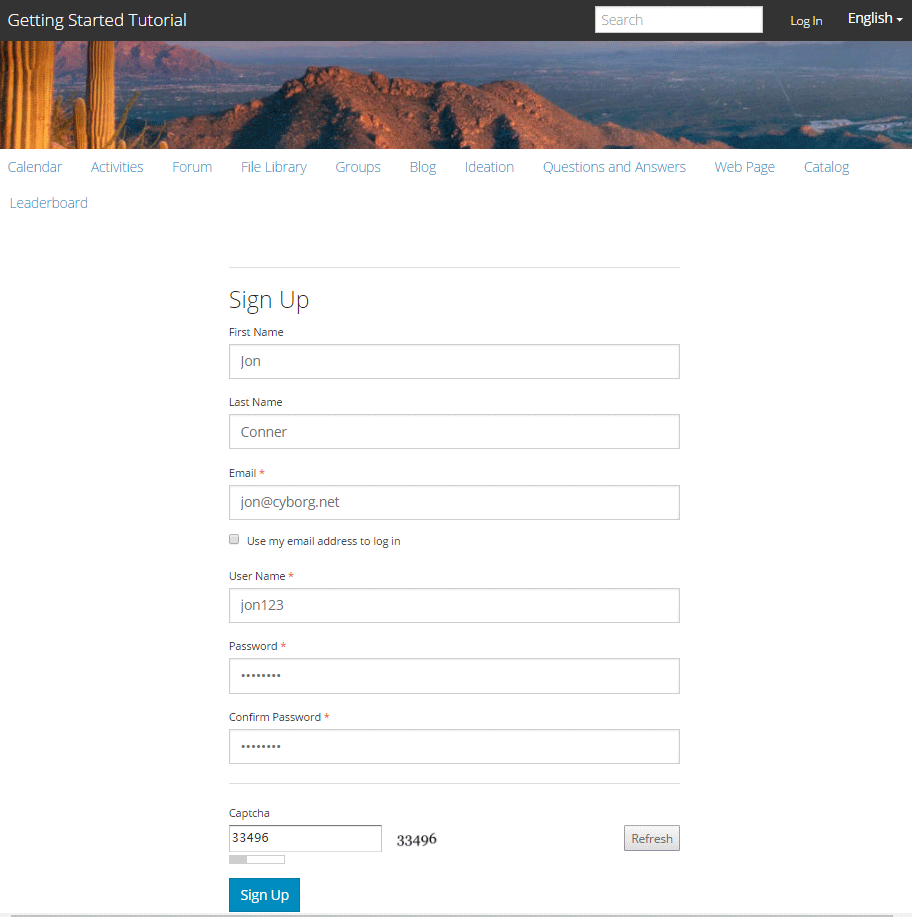 Getting Started Tutorial Search Log In English
Calendar Activities Forum File Library Groups Blog Ideation Questions and Answers Web Page Catalog
Leaderboard
Sign Up
First Name
Jon
Last Name
Conner
Email *
jon@cyborg.net
Use my email address to log in
User Name *
jon123
Password *
••••••••
Confirm Password *
••••••••
Captcha
33496 33496 Refresh
Sign Up